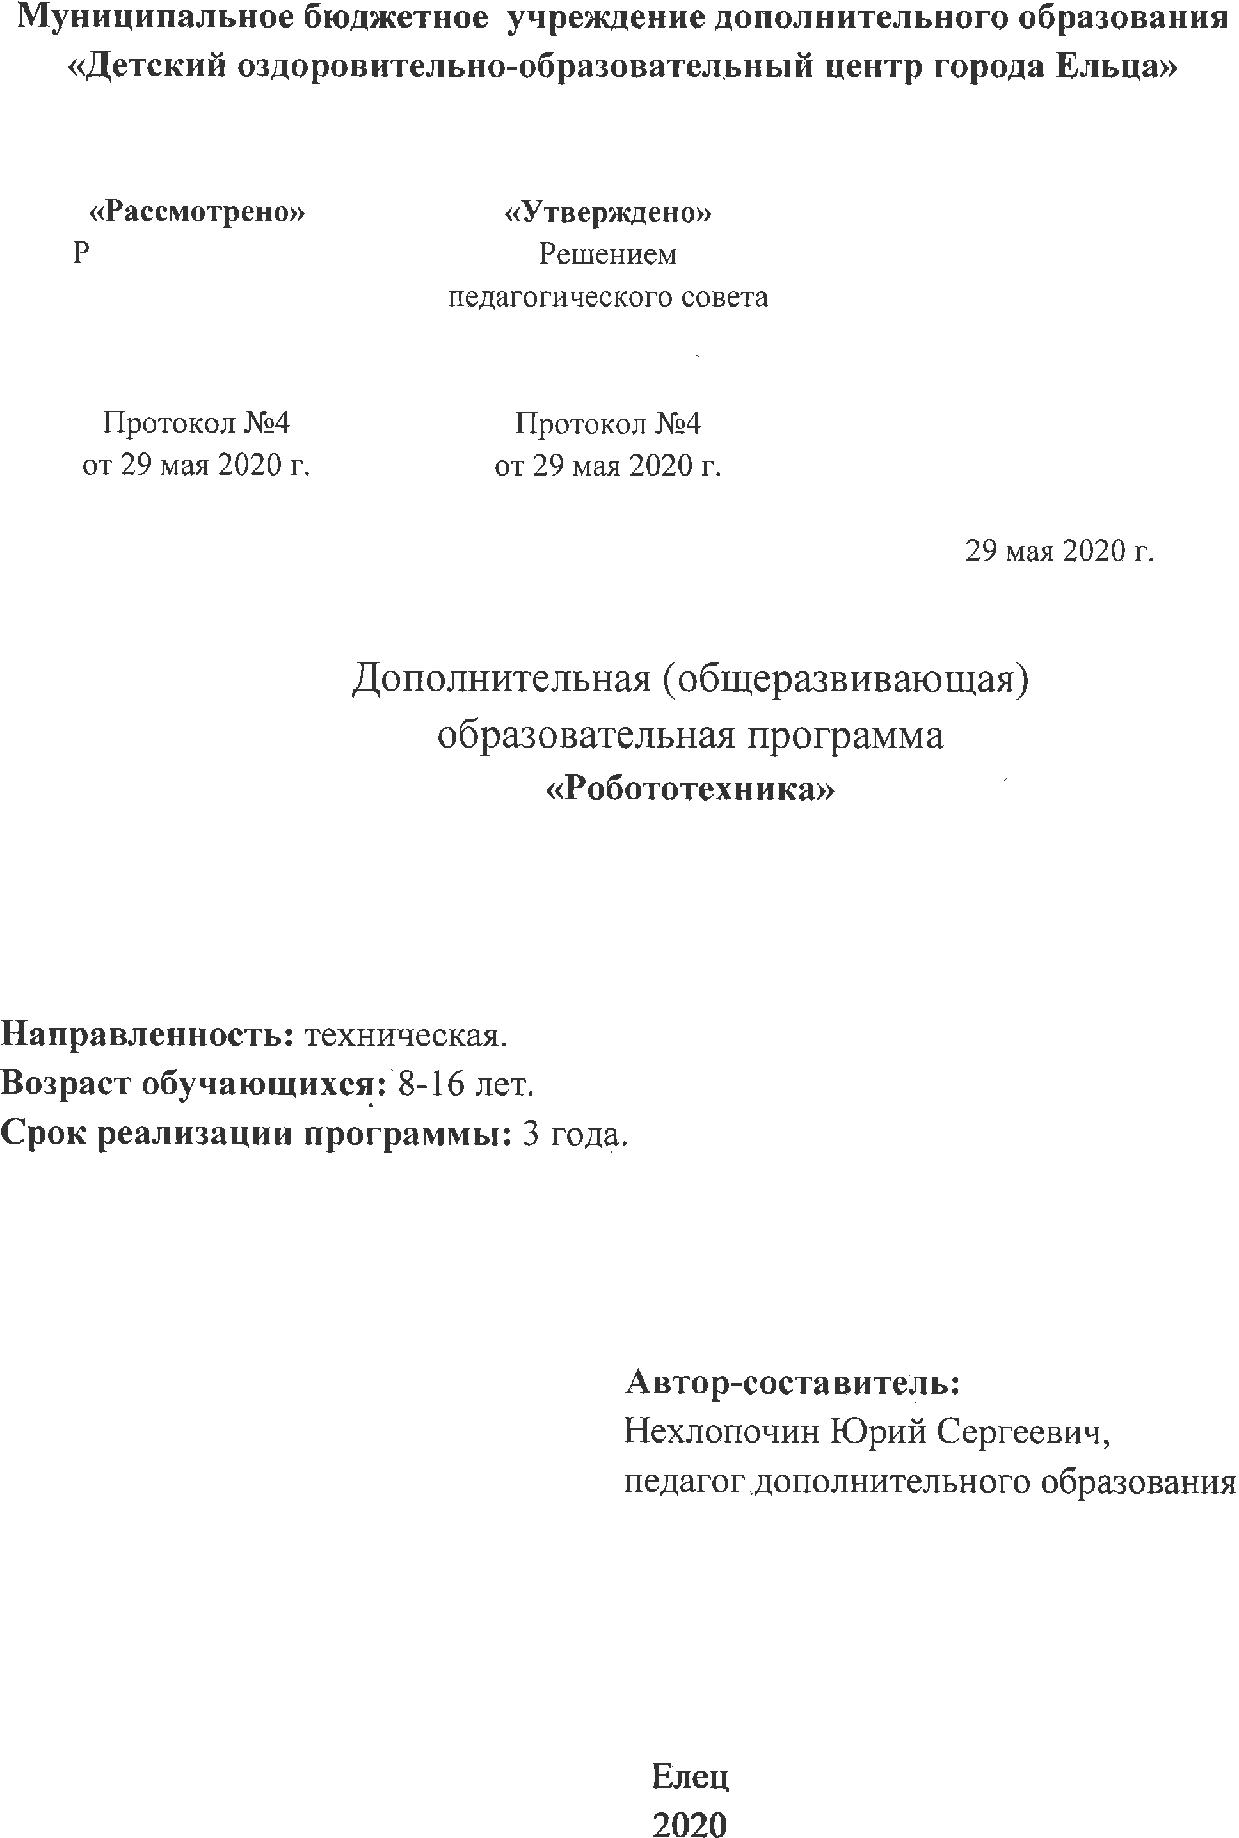 Муниципальное бюджетное учреждение дополнительного образования
«Детский оздоровительно-образовательный центр города Ельца»
«Рассмотрено» «Утверждено»
Р Решением
педагогического совета
Протокол №4 Протокол №4
от 29 мая 2020 г. от 29 мая 2020 г.
29 мая 2020 г.
Дополнительная (общеразвивающая)
образовательная программа
«Робототехника»
Направленность: техническая.
Возраст обучающихся: 8-16 лет.
Срок реализации программы: 3 года.
Автор-составитель:
Нехлопочин Юрий Сергеевич,
педагог дополнительного образования
Елец
2020